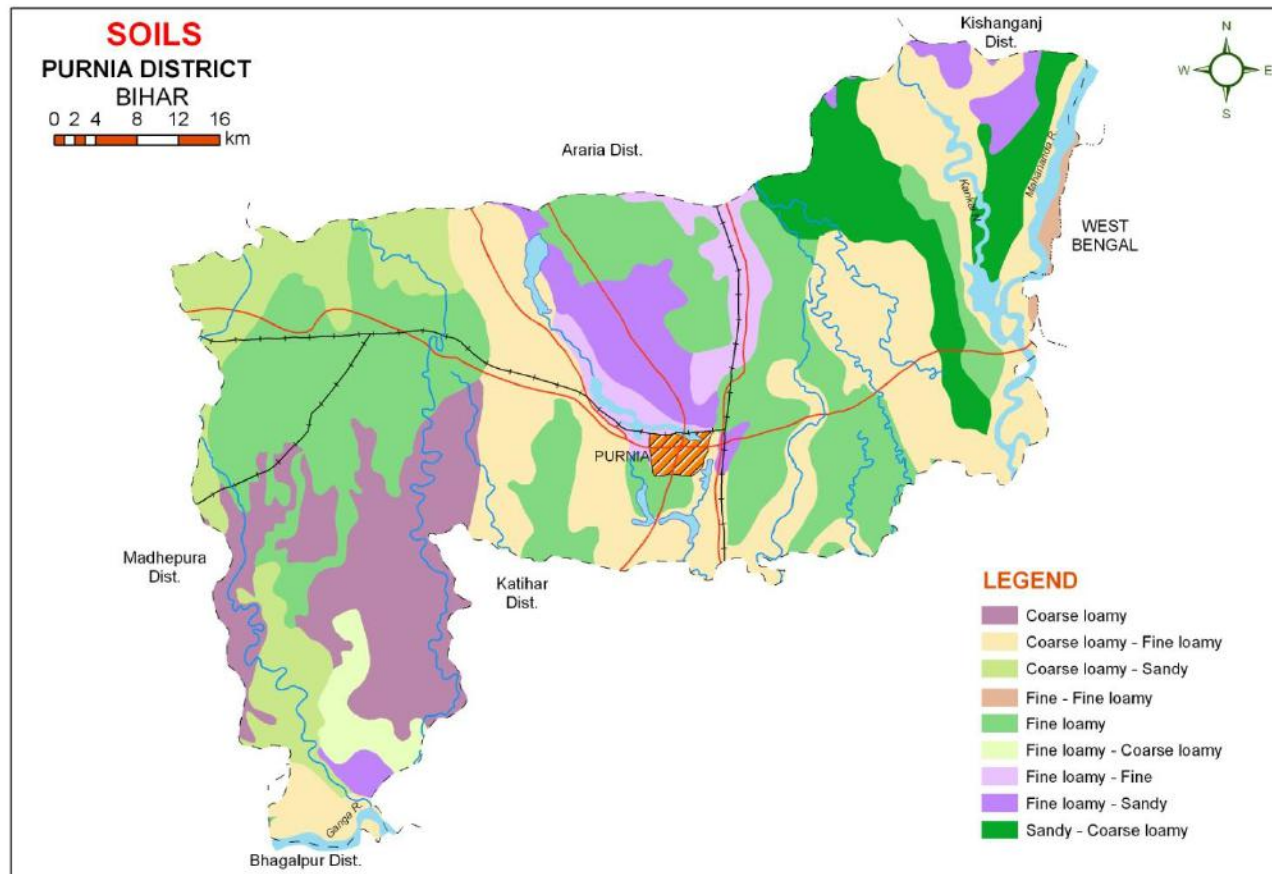 SOILS
PURNIA DISTRICT
BIHAR
0 2 4 8 12 16
km
Kishanganj
Dist.
N
W E
S
Araria Dist.
Mahananda R.
WEST
BENGAL
PURNIA
Madhepura
Dist.
Katihar
Dist.
Ganga R.
Bhagalpur Dist.
LEGEND
Coarse loamy
Coarse loamy - Fine loamy
Coarse loamy - Sandy
Fine - Fine loamy
Fine loamy
Fine loamy - Coarse loamy
Fine loamy - Fine
Fine loamy - Sandy
Sandy - Coarse loamy